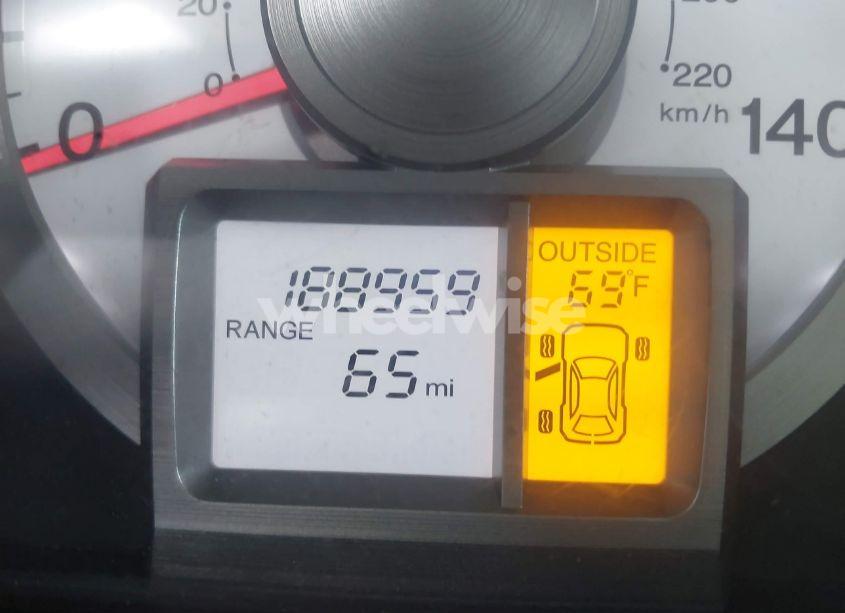 20
0
220
km/h
0
140
OUTSIDE
188959
69°F
RANGE
65 mi
wheelwise